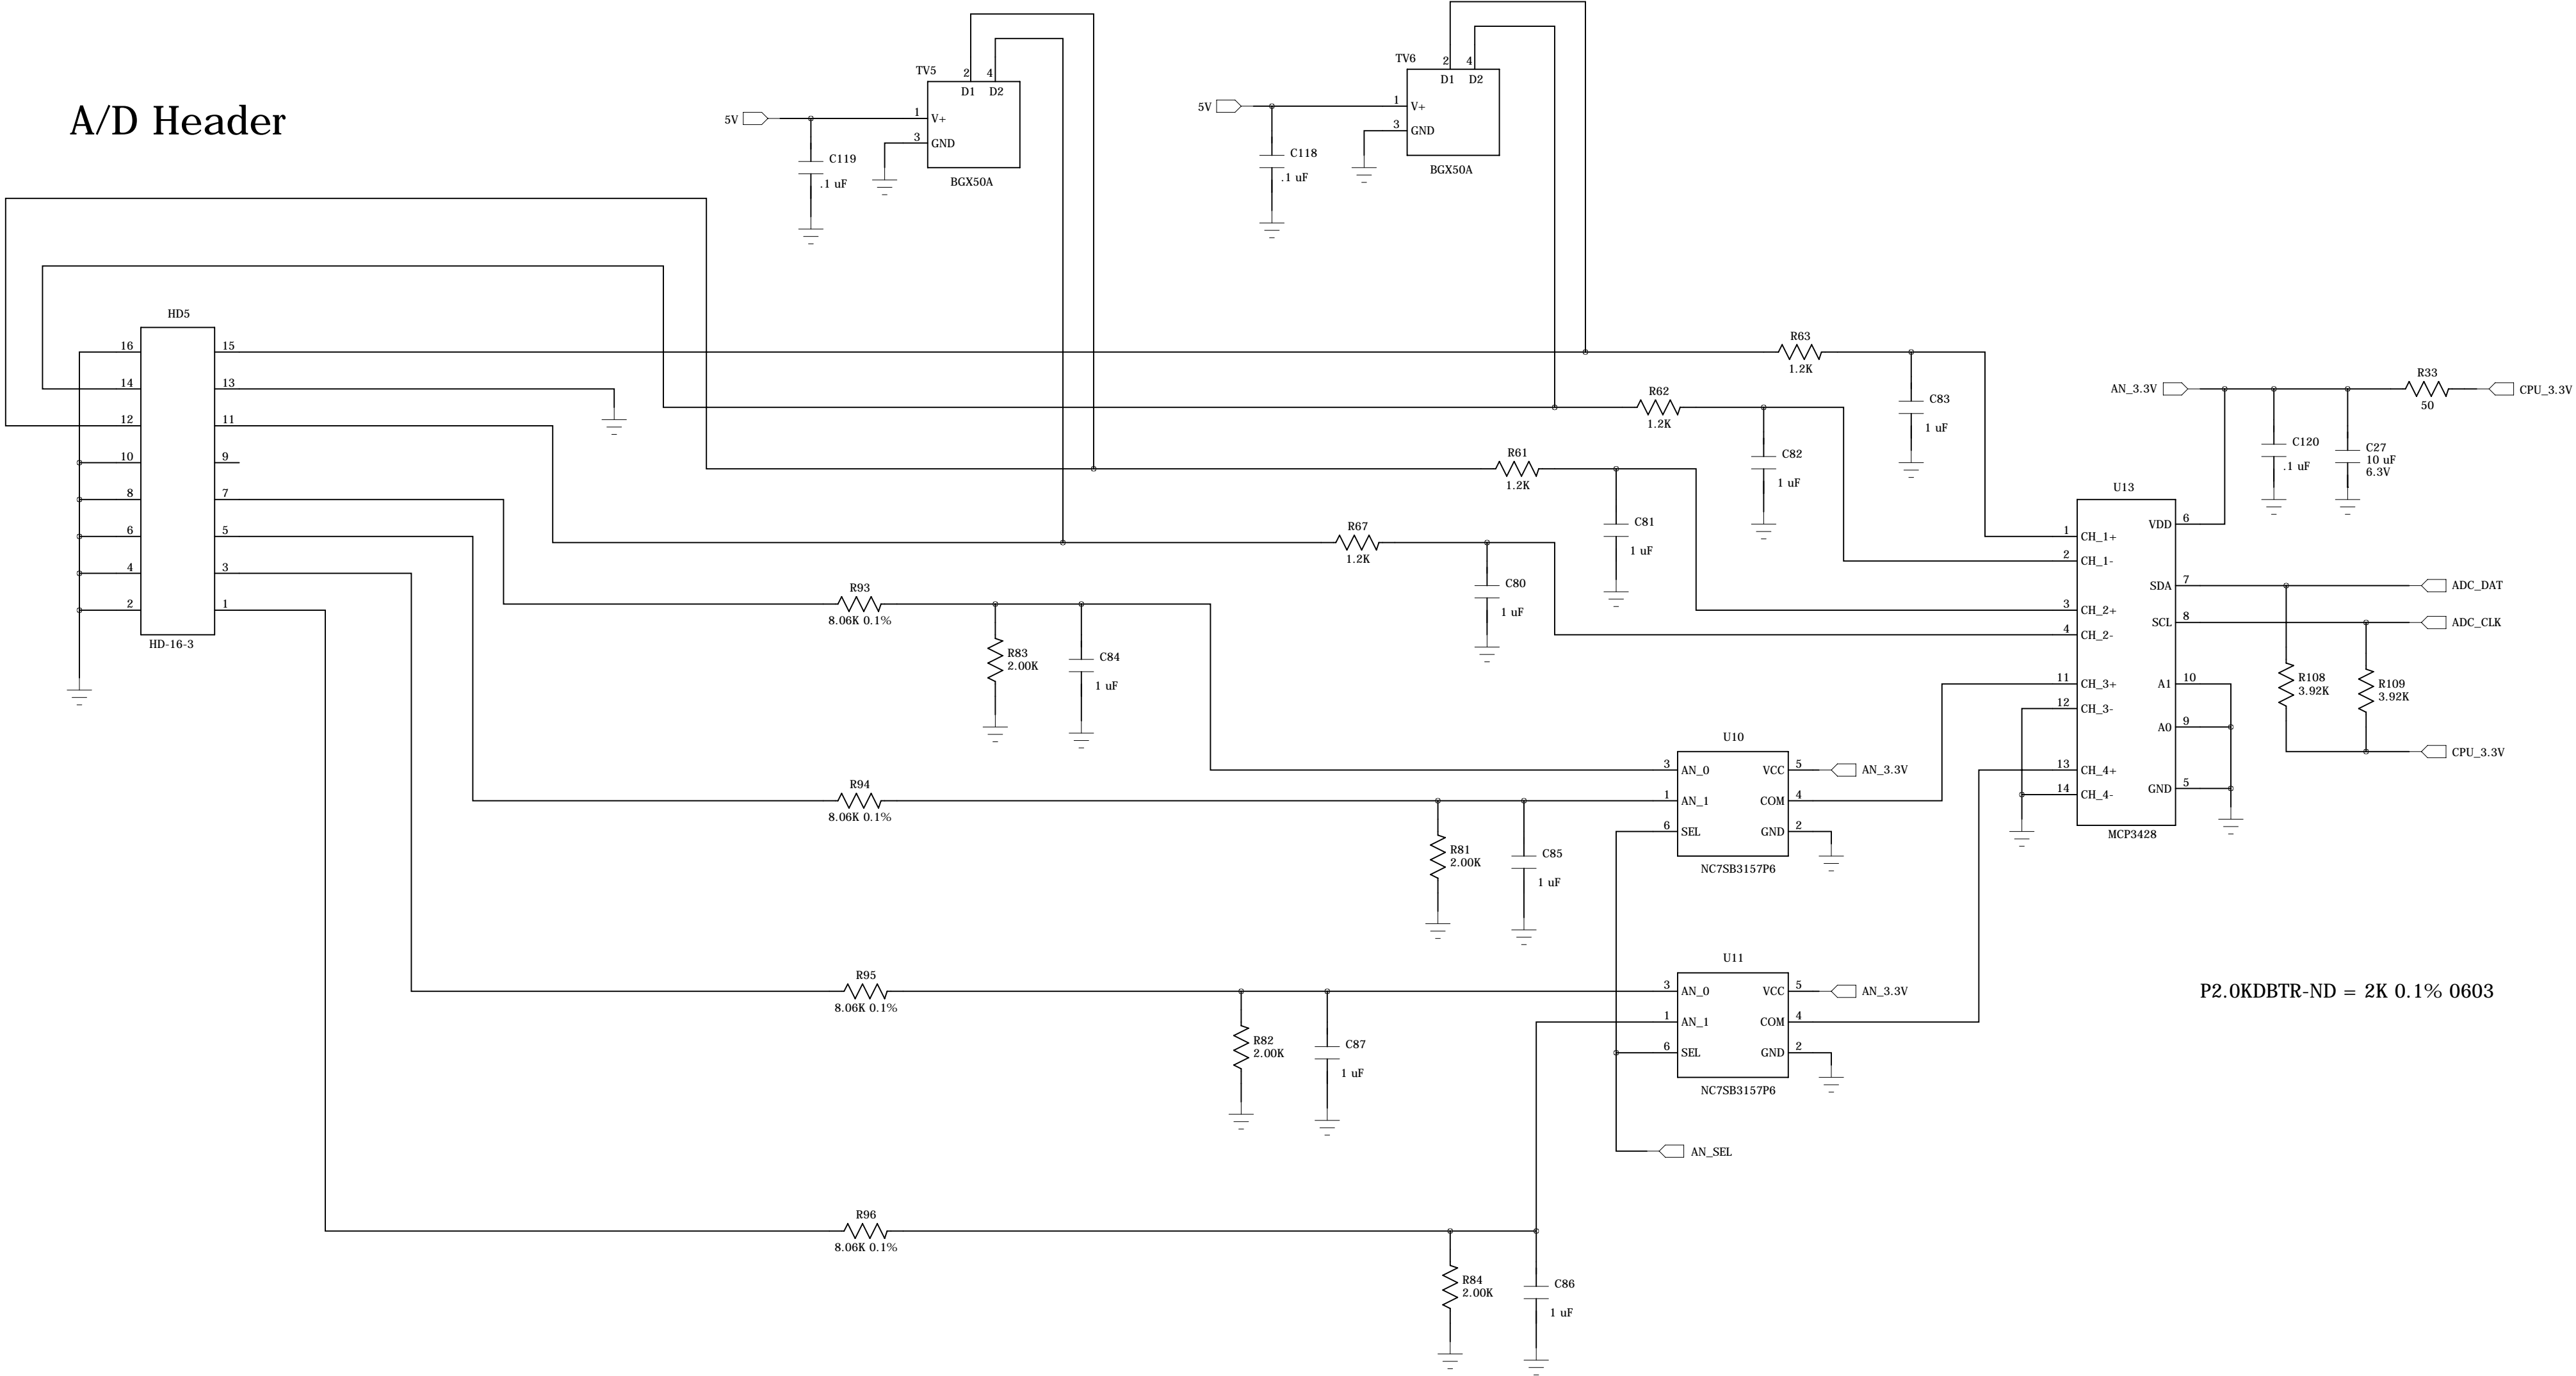 A/D Header
TV5
2 4
D1 D2
5V
1 V+
3 GND
C119
.1 uF
BGX50A
TV6
2 4
D1 D2
5V
1 V+
3 GND
C118
.1 uF
BGX50A
HD5
16 15
14 13
12 11
10 9
8 7
6 5
4 3
2 1
HD-16-3
R63
1.2K
C83
1 uF
R62
1.2K
C82
1 uF
R61
1.2K
C81
1 uF
R67
1.2K
C80
1 uF
AN_3.3V
R33
50
CPU_3.3V
C120
.1 uF
C27
10 uF
6.3V
U13
VDD 6
1 CH_1+
2 CH_1-
SDA 7
ADC_DAT
3 CH_2+
SCL 8
ADC_CLK
4 CH_2-
11 CH_3+
A1 10
12 CH_3-
A0 9
13 CH_4+
GND 5
14 CH_4-
MCP3428
R108
3.92K
R109
3.92K
CPU_3.3V
R93
8.06K 0.1%
R83
2.00K
C84
1 uF
U10
3 AN_0
VCC 5
AN_3.3V
1 AN_1
COM 4
6 SEL
GND 2
NC7SB3157P6
R94
8.06K 0.1%
R81
2.00K
C85
1 uF
R95
8.06K 0.1%
R82
2.00K
C87
1 uF
U11
3 AN_0
VCC 5
AN_3.3V
1 AN_1
COM 4
6 SEL
GND 2
NC7SB3157P6
AN_SEL
P2.0KDBTR-ND = 2K 0.1% 0603
R96
8.06K 0.1%
R84
2.00K
C86
1 uF